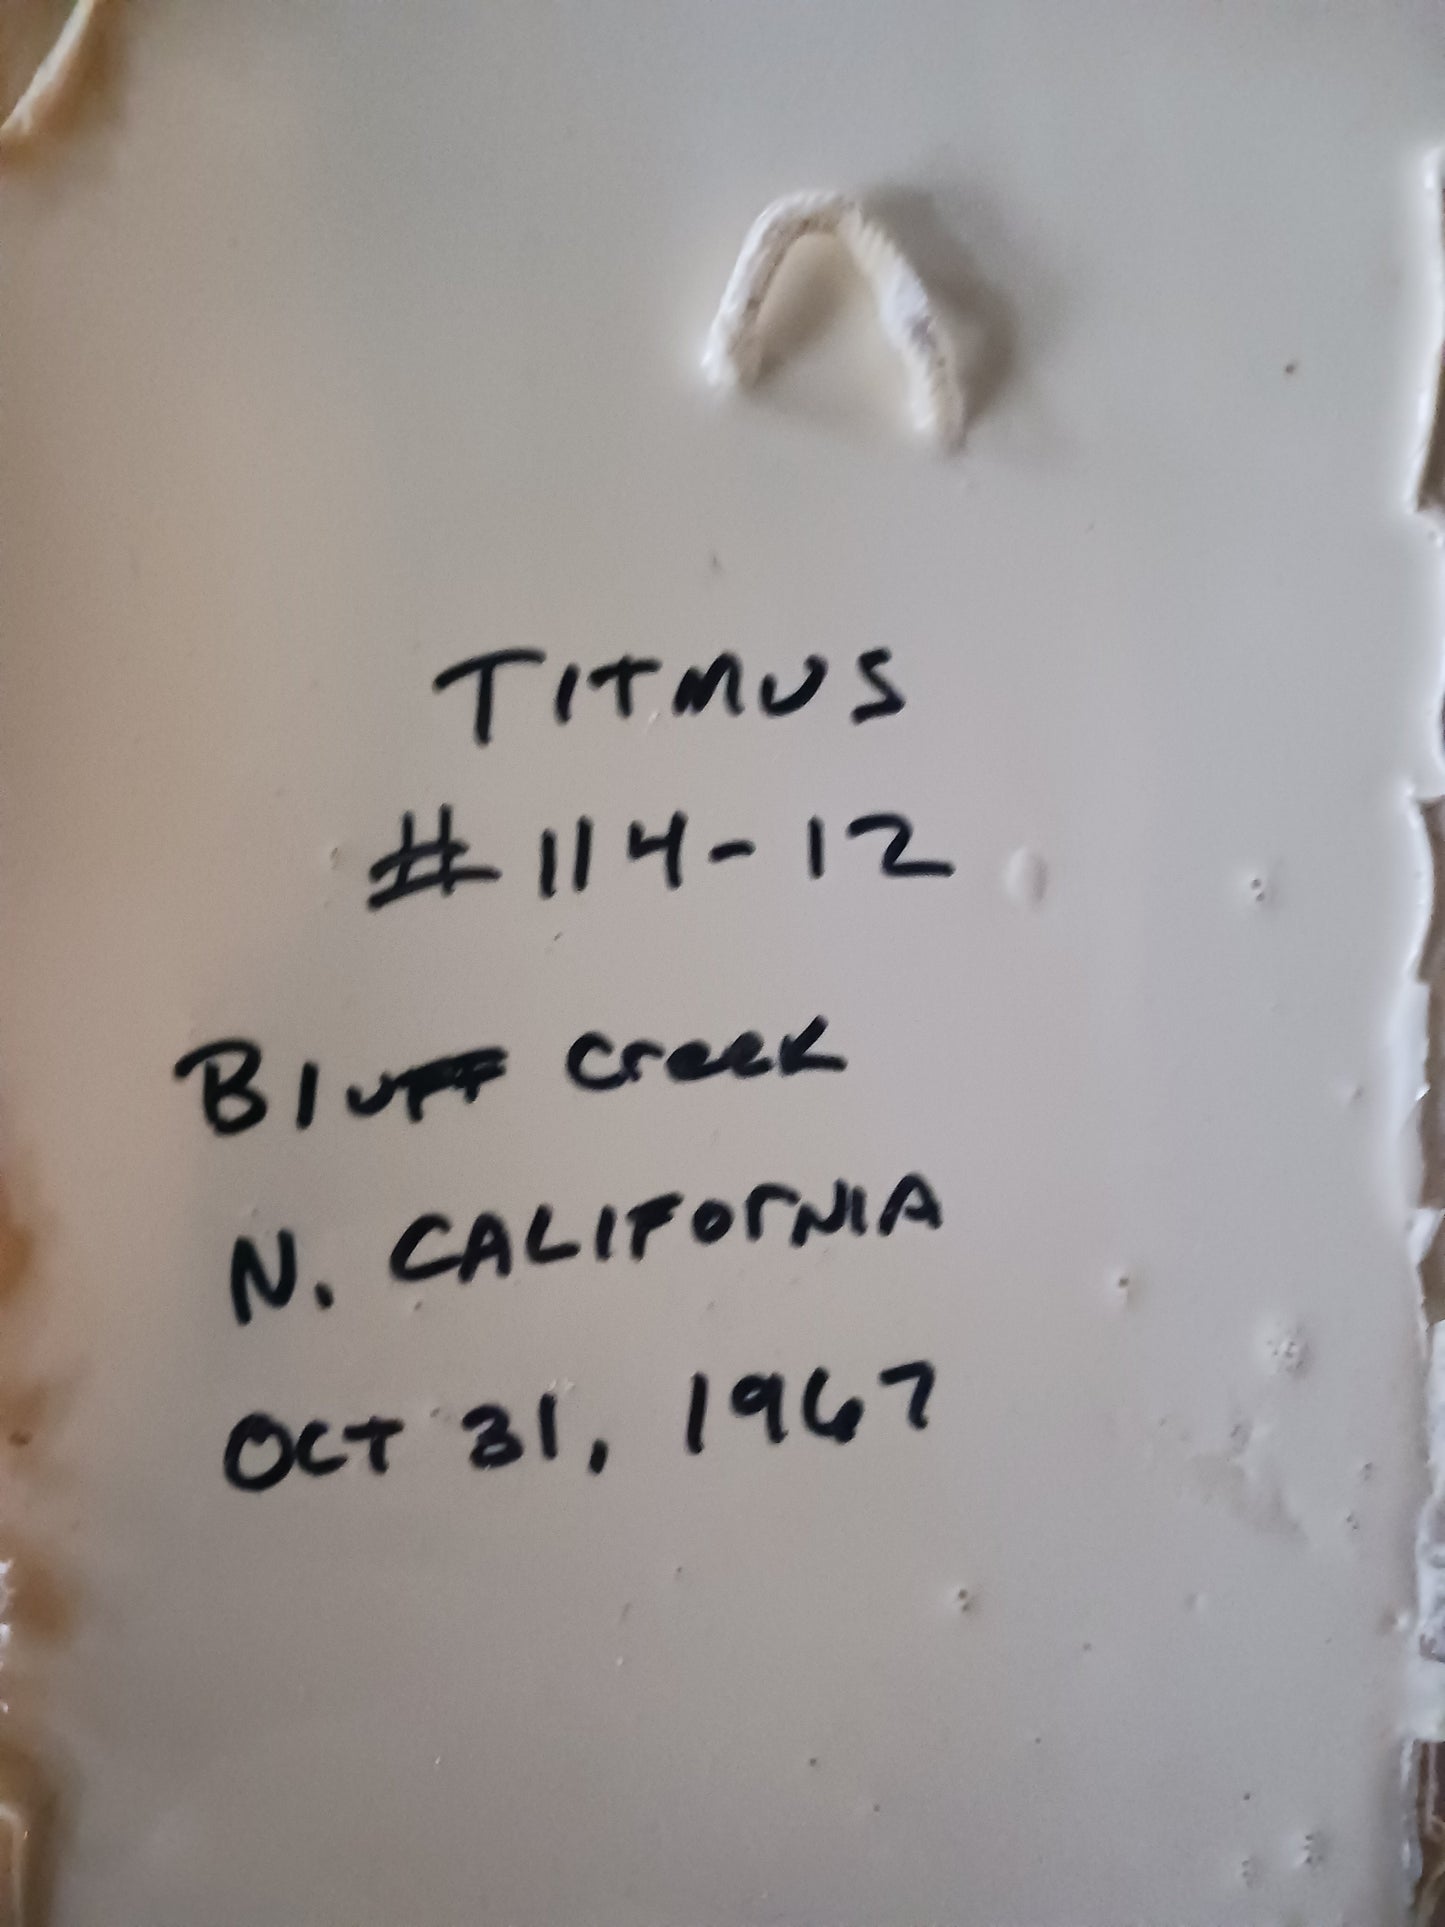 TITMUS
#114-12
Bluff Creek
N. CALIFORNIA
OCT 31, 1967